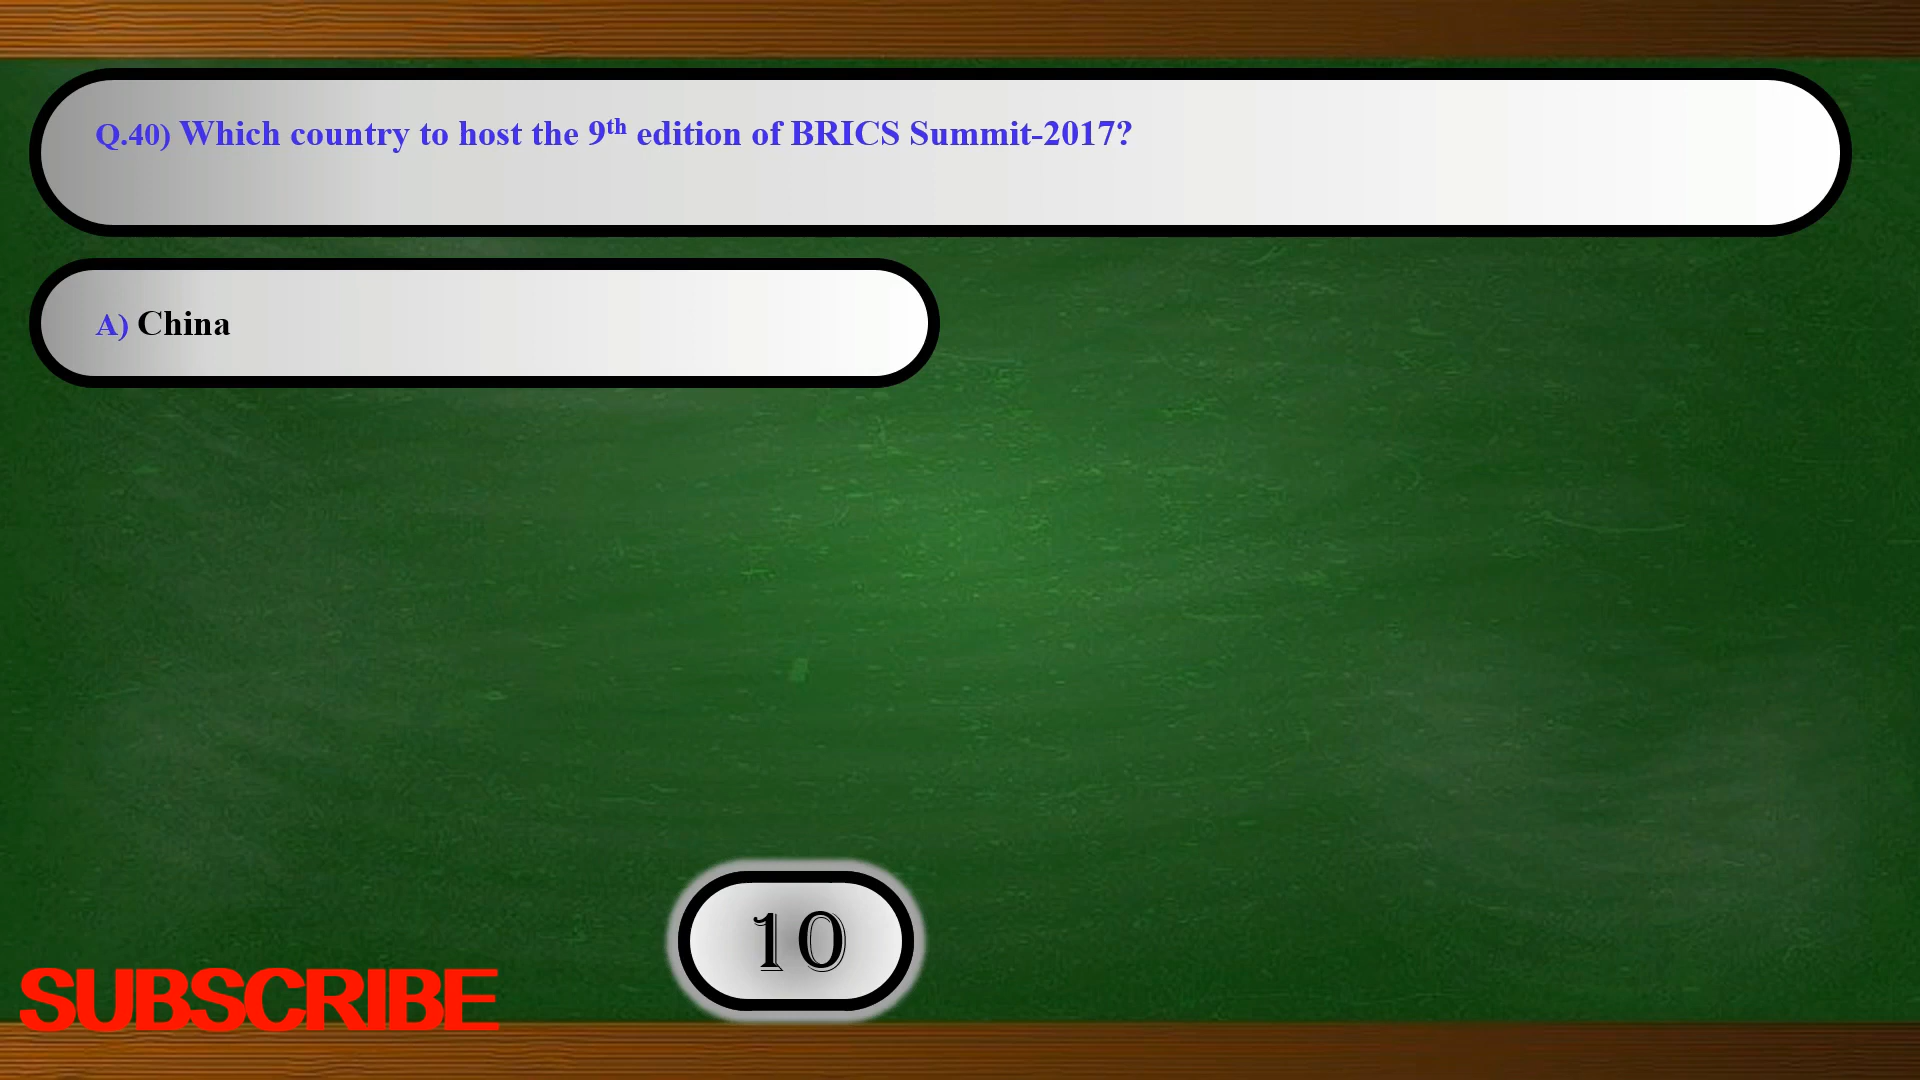 Q.40) Which country to host the 9th edition of BRICS Summit-2017?
A) China
10
SUBSCRIBE